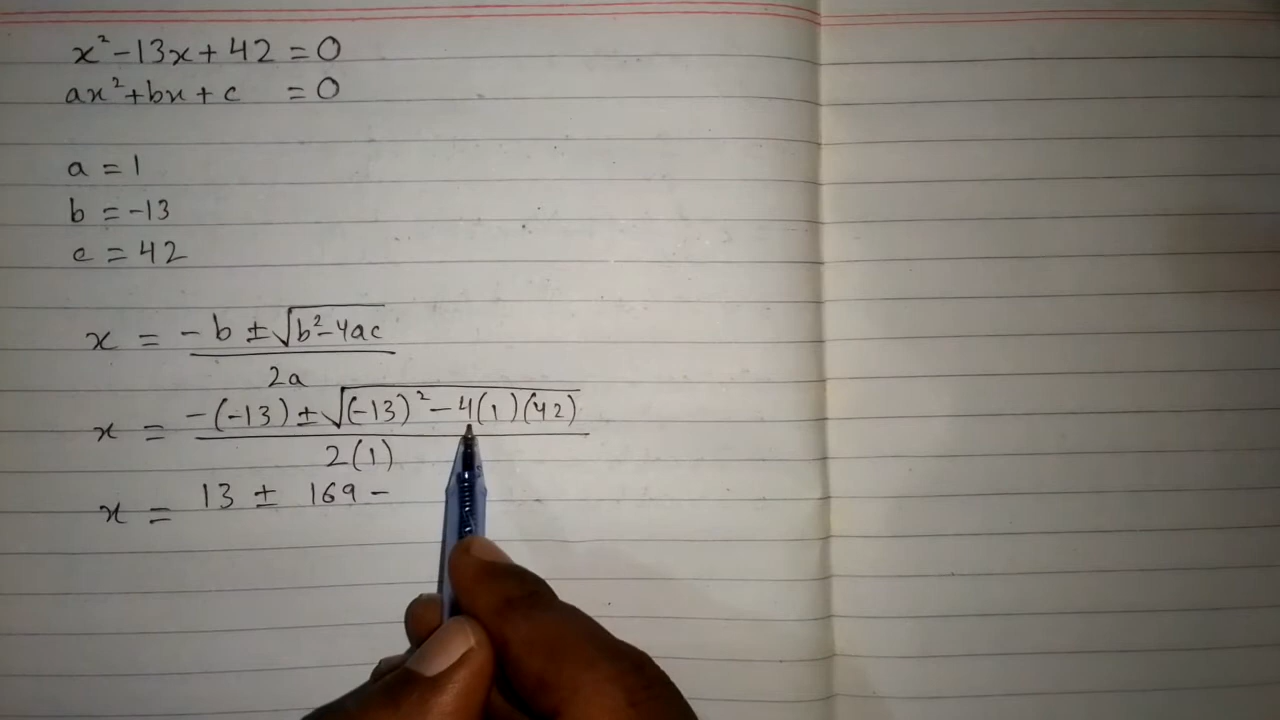 x² - 13x + 42 = 0
ax² + bx + c = 0
a = 1
b = -13
c = 42
x = -b ± √b² - 4ac / 2a
x = -(-13) ± √(-13)² - 4(1)(42) / 2(1)
x = 13 ± 169 -